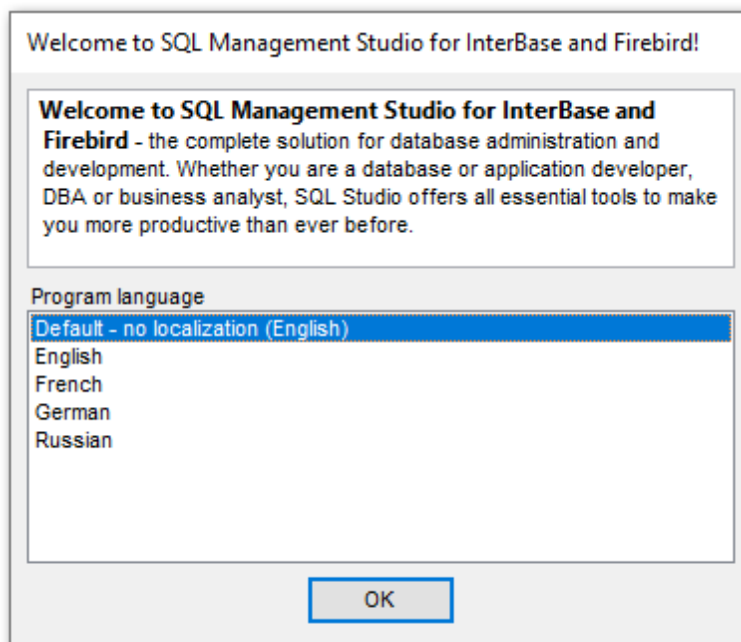 Welcome to SQL Management Studio for InterBase and Firebird!
Welcome to SQL Management Studio for InterBase and
Firebird - the complete solution for database administration and
development. Whether you are a database or application developer,
DBA or business analyst, SQL Studio offers all essential tools to make
you more productive than ever before.
Program language
Default - no localization (English)
English
French
German
Russian
OK